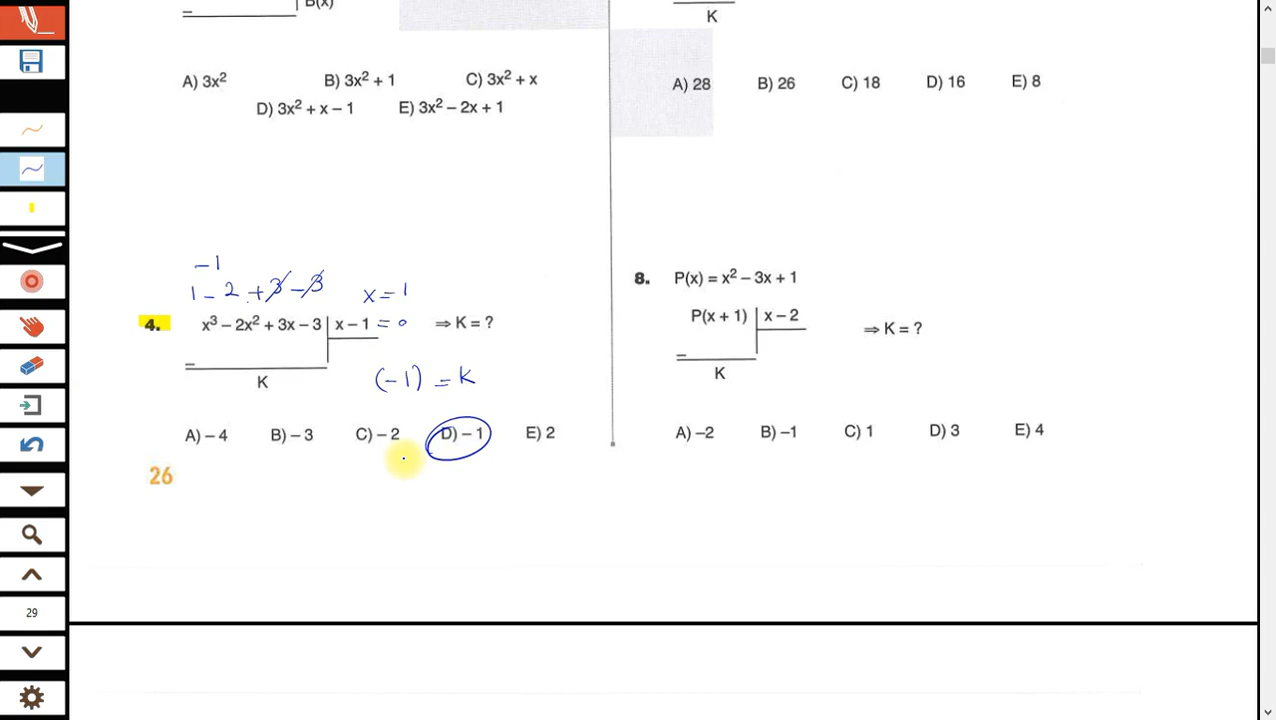 B(x)
A) 3x² B) 3x² + 1 C) 3x² + x
D) 3x² + x – 1 E) 3x² – 2x + 1
–1
1 – 2 + 3 – 3 x = 1
4. x³ – 2x² + 3x – 3 x – 1 = 0 ⇒ K = ?
–
K (–1) = K
A) – 4 B) – 3 C) – 2 D) – 1 E) 2
26
K
A) 28 B) 26 C) 18 D) 16 E) 8
8. P(x) = x² – 3x + 1
P(x + 1) x – 2 ⇒ K = ?
–
K
A) –2 B) –1 C) 1 D) 3 E) 4
29